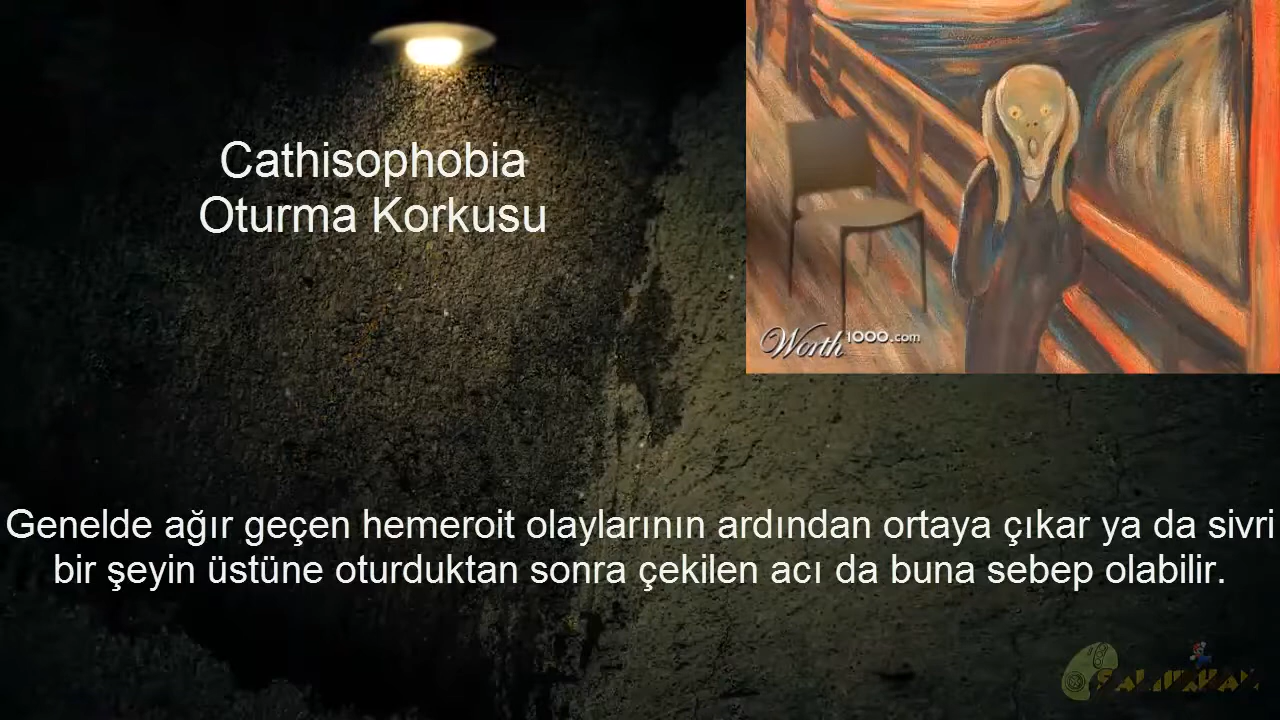 Cathisophobia
Oturma Korkusu
Worth1000.com
Genelde ağır geçen hemeroit olaylarının ardından ortaya çıkar ya da sivri
bir şeyin üstüne oturduktan sonra çekilen acı da buna sebep olabilir.